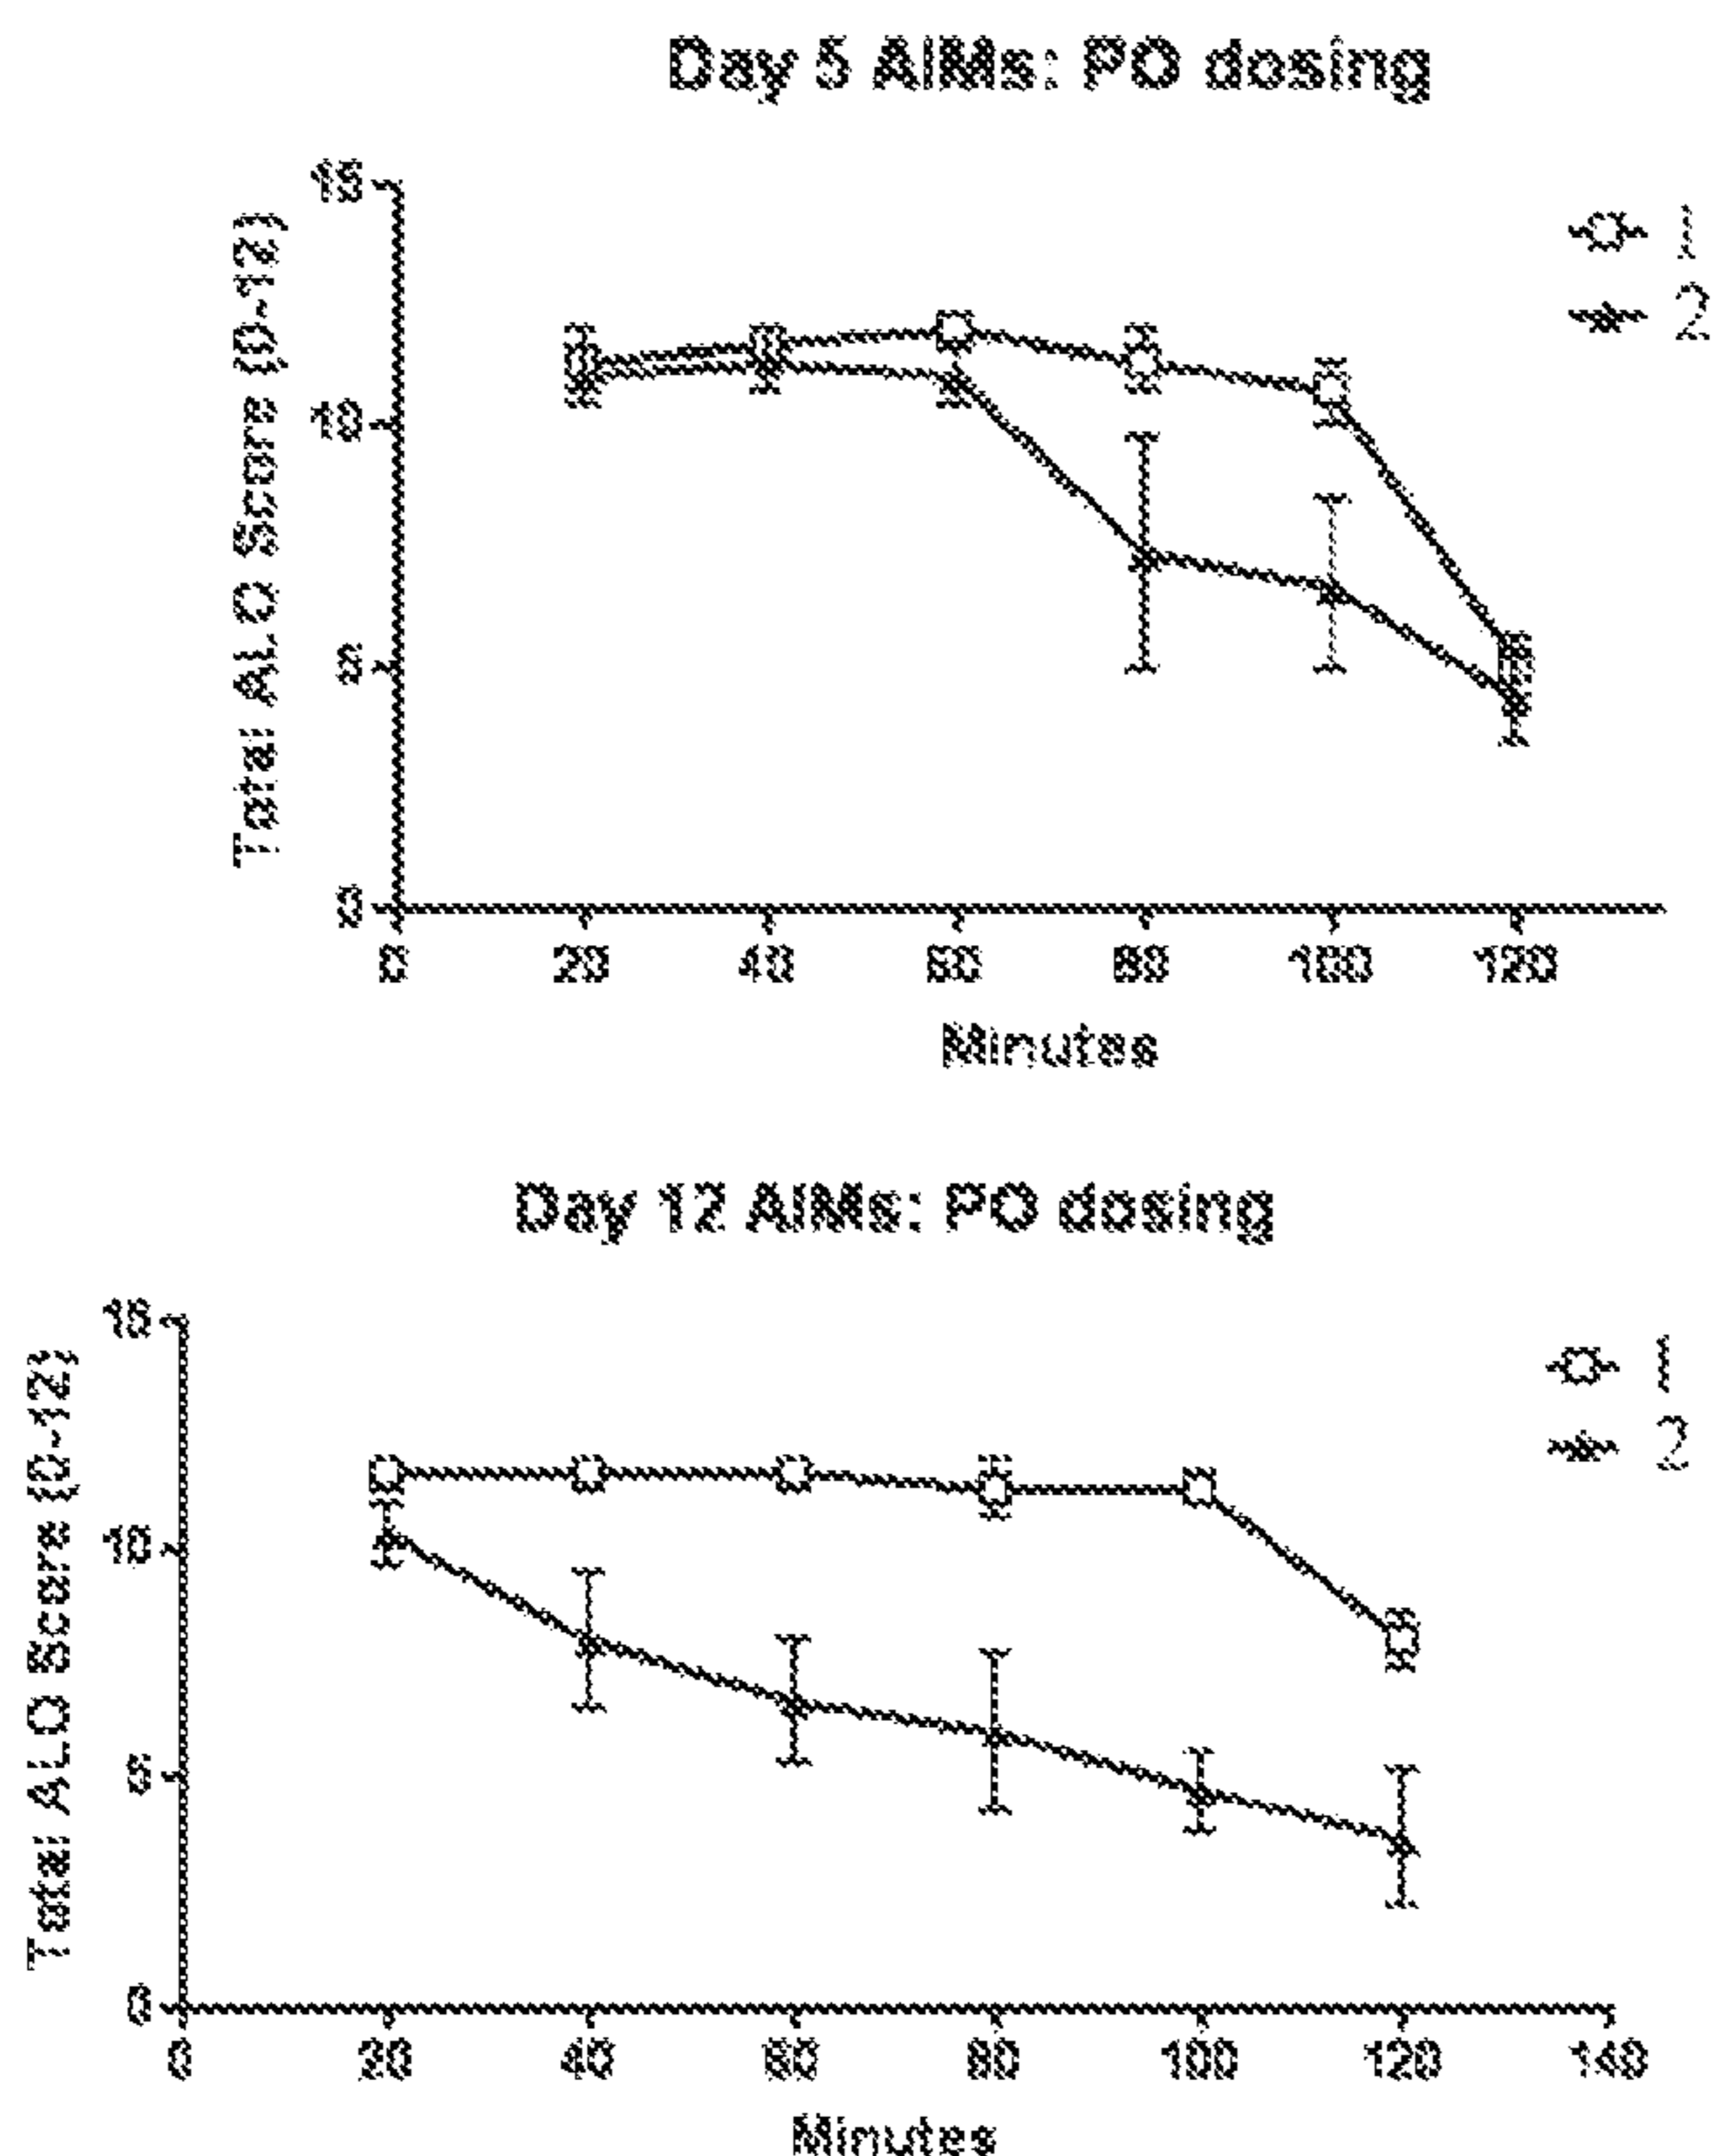 Day 5 AIMs: PO dosing
Total ALO Score (0-12)
15
10
5
0
0 20 40 60 80 100 120
Minutes
1
2
Day 12 AIMs: PO dosing
Total ALO Score (0-12)
15
10
5
0
0 20 40 60 80 100 120 140
Minutes
1
2